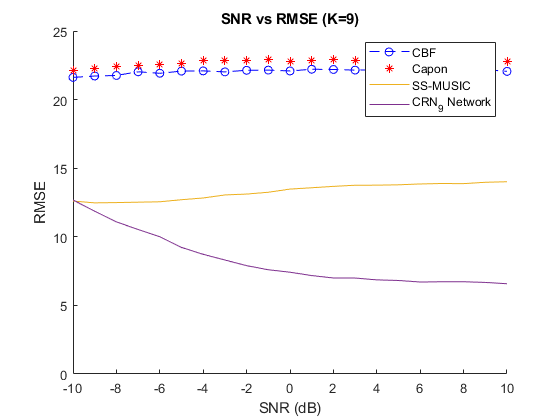 SNR vs RMSE (K=9)
25
20
15
10
5
0
RMSE
CBF
Capon
SS-MUSIC
CRN₉ Network
-10 -8 -6 -4 -2 0 2 4 6 8 10
SNR (dB)